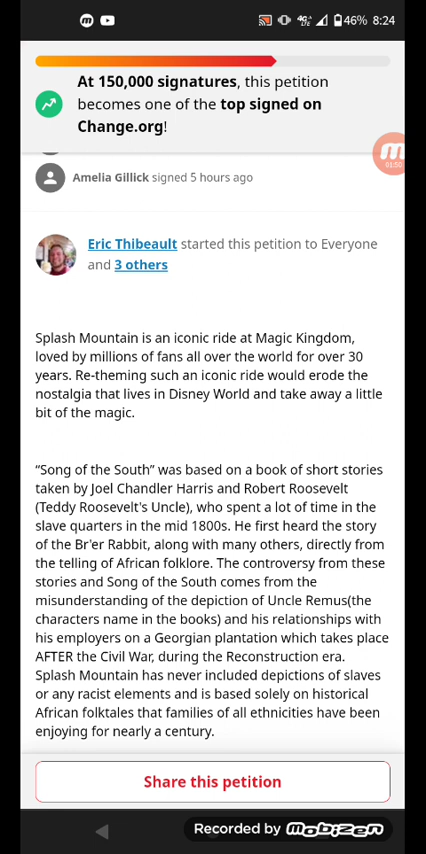 46% 8:24
At 150,000 signatures, this petition
becomes one of the top signed on
Change.org!
01:50
Amelia Gillick signed 5 hours ago
Eric Thibeault started this petition to Everyone
and 3 others
Splash Mountain is an iconic ride at Magic Kingdom,
loved by millions of fans all over the world for over 30
years. Re-theming such an iconic ride would erode the
nostalgia that lives in Disney World and take away a little
bit of the magic.
“Song of the South” was based on a book of short stories
taken by Joel Chandler Harris and Robert Roosevelt
(Teddy Roosevelt's Uncle), who spent a lot of time in the
slave quarters in the mid 1800s. He first heard the story
of the Br'er Rabbit, along with many others, directly from
the telling of African folklore. The controversy from these
stories and Song of the South comes from the
misunderstanding of the depiction of Uncle Remus(the
characters name in the books) and his relationships with
his employers on a Georgian plantation which takes place
AFTER the Civil War, during the Reconstruction era.
Splash Mountain has never included depictions of slaves
or any racist elements and is based solely on historical
African folktales that families of all ethnicities have been
enjoying for nearly a century.
Share this petition
Recorded by mobizen